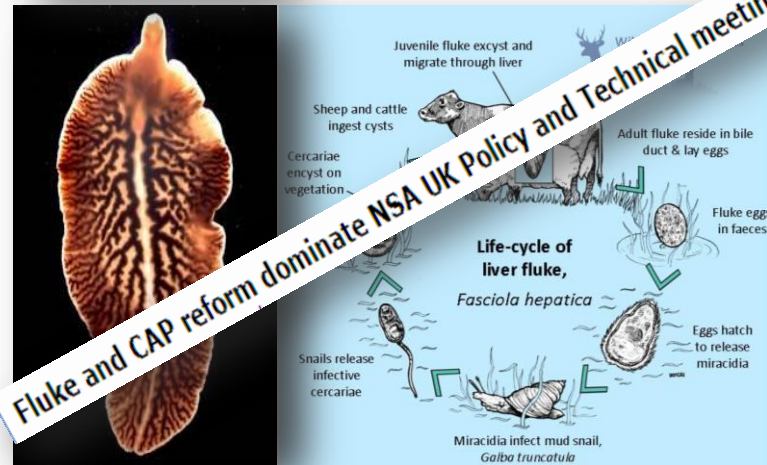 Fluke and CAP reform dominate NSA UK Policy and Technical meeting
Juvenile fluke excyst and
migrate through liver
Sheep and cattle
ingest cysts
Cercariae
encyst on
vegetation
Adult fluke reside in bile
duct & lay eggs
Fluke eggs
in faeces
Life-cycle of
liver fluke,
Fasciola hepatica
Eggs hatch
to release
miracidia
Snails release
infective
cercariae
Miracidia infect mud snail,
Galba truncatula